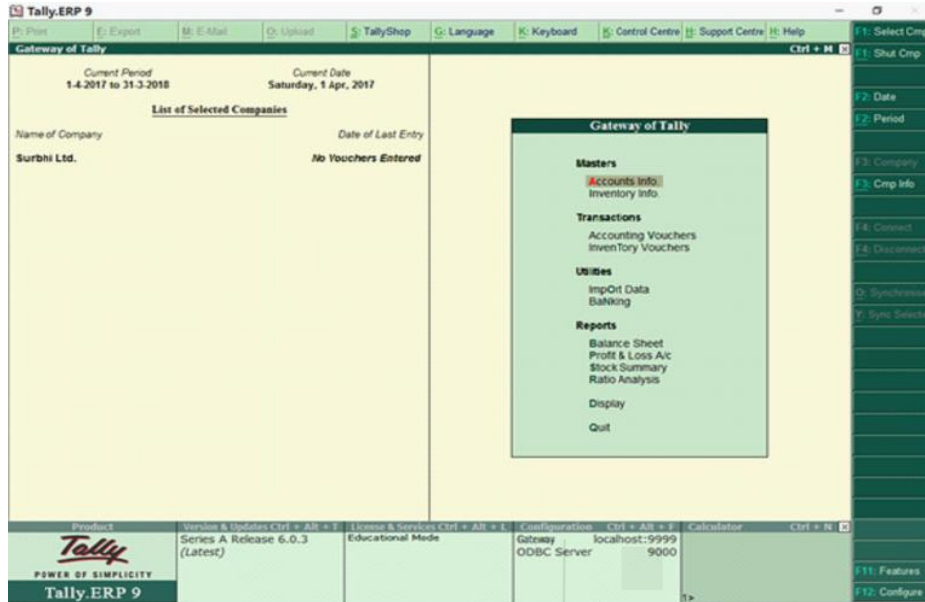 Tally.ERP 9
P: Print E: Export M: E-Mail O: Upload S: TallyShop G: Language K: Keyboard K: Control Centre H: Support Centre H: Help
F1: Select Cmp
Gateway of Tally Ctrl + M
F1: Shut Cmp
Current Period Current Date
1-4-2017 to 31-3-2018 Saturday, 1 Apr, 2017
F2: Date
List of Selected Companies
F2: Period
Name of Company Date of Last Entry
Surbhi Ltd. No Vouchers Entered
Gateway of Tally
Masters
Accounts Info.
Inventory Info.
Transactions
Accounting Vouchers
InvenTory Vouchers
Utilities
ImpOrt Data
BaNking
Reports
Balance Sheet
Profit & Loss A/c
Stock Summary
Ratio Analysis
Display
Quit
F3: Company
F3: Cmp Info
F4: Connect
F4: Disconnect
O: Synchronise
Y: Sync Selecte
Product Version & Updates Ctrl + Alt + T License & Services Ctrl + Alt + L Configuration Ctrl + Alt + F Calculator Ctrl + N
Tally
POWER OF SIMPLICITY
Tally.ERP 9
Series A Release 6.0.3
(Latest)
Educational Mode
Gateway localhost:9999
ODBC Server 9000
1>
F11: Features
F12: Configure